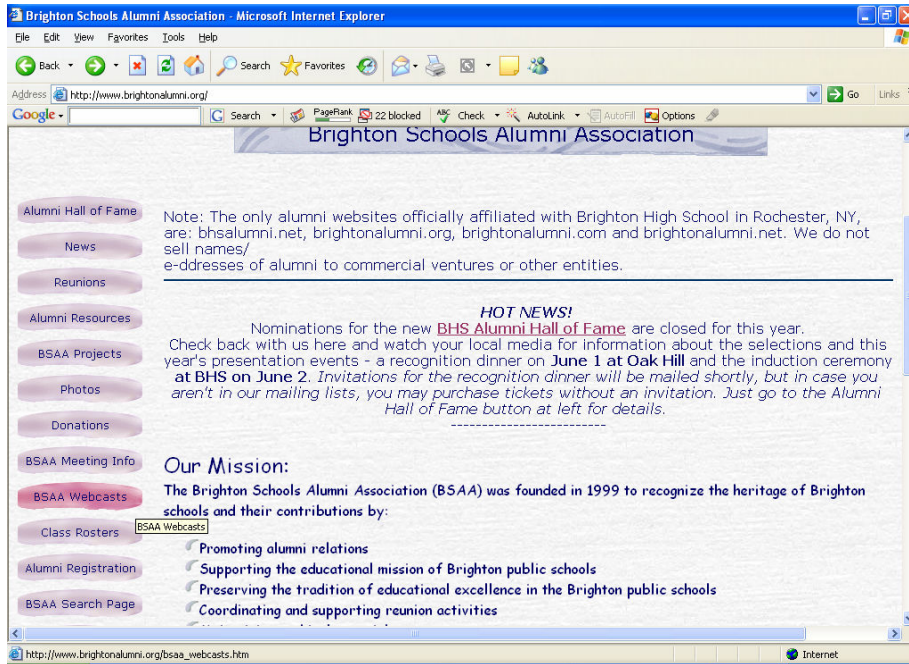 Brighton Schools Alumni Association - Microsoft Internet Explorer
File Edit View Favorites Tools Help
Back Search Favorites
Address http://www.brightonalumni.org/ Go Links
Google Search PageRank 22 blocked ABC Check AutoLink AutoFill Options
Brighton Schools Alumni Association
Alumni Hall of Fame
News
Reunions
Alumni Resources
BSAA Projects
Photos
Donations
BSAA Meeting Info
BSAA Webcasts
BSAA Webcasts
Class Rosters
Alumni Registration
BSAA Search Page
Note: The only alumni websites officially affiliated with Brighton High School in Rochester, NY,
are: bhsalumni.net, brightonalumni.org, brightonalumni.com and brightonalumni.net. We do not
sell names/
e-ddresses of alumni to commercial ventures or other entities.
HOT NEWS!
Nominations for the new BHS Alumni Hall of Fame are closed for this year.
Check back with us here and watch your local media for information about the selections and this
year's presentation events - a recognition dinner on June 1 at Oak Hill and the induction ceremony
at BHS on June 2. Invitations for the recognition dinner will be mailed shortly, but in case you
aren't in our mailing lists, you may purchase tickets without an invitation. Just go to the Alumni
Hall of Fame button at left for details.
-------------------------
Our Mission:
The Brighton Schools Alumni Association (BSAA) was founded in 1999 to recognize the heritage of Brighton
schools and their contributions by:
Promoting alumni relations
Supporting the educational mission of Brighton public schools
Preserving the tradition of educational excellence in the Brighton public schools
Coordinating and supporting reunion activities
http://www.brightonalumni.org/bsaa_webcasts.htm Internet